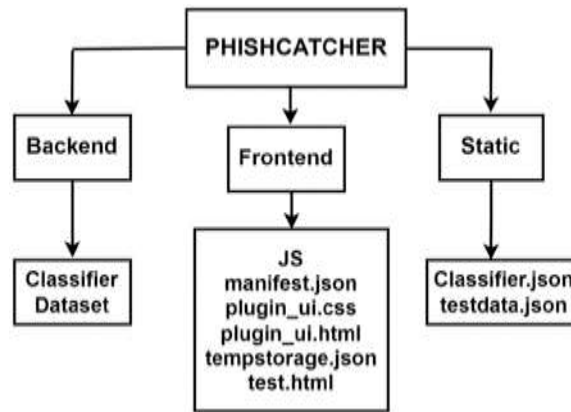 PHISHCATCHER
Backend
Frontend
Static
Classifier
Dataset
JS
manifest.json
plugin_ui.css
plugin_ui.html
tempstorage.json
test.html
Classifier.json
testdata.json